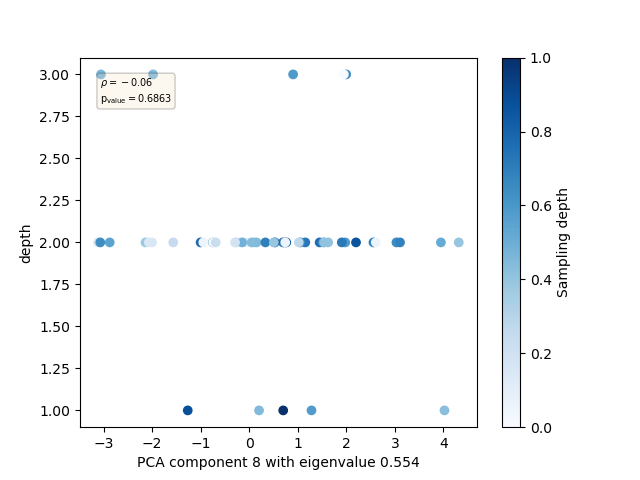 3.00
2.75
2.50
2.25
2.00
1.75
1.50
1.25
1.00
depth
ρ = −0.06
p_value = 0.6863
−3 −2 −1 0 1 2 3 4
PCA component 8 with eigenvalue 0.554
1.0
0.8
0.6
0.4
0.2
0.0
Sampling depth